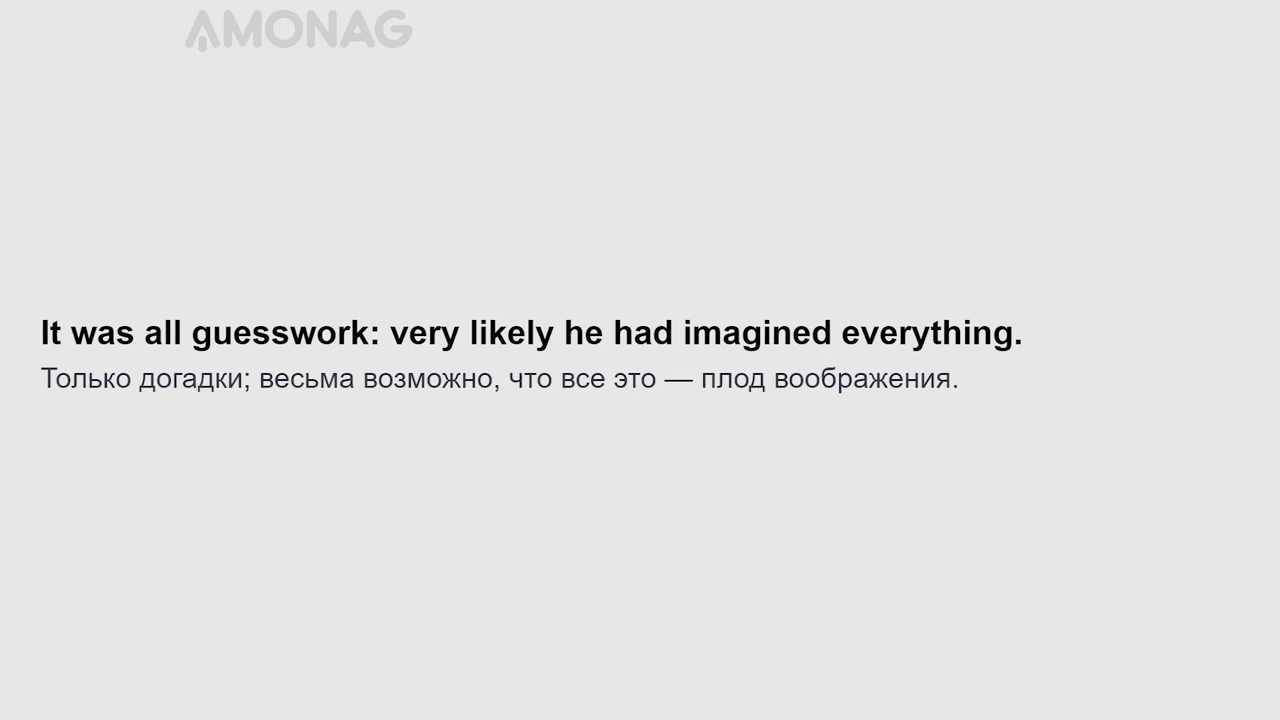 AMONAG
It was all guesswork: very likely he had imagined everything.
Только догадки; весьма возможно, что все это — плод воображения.